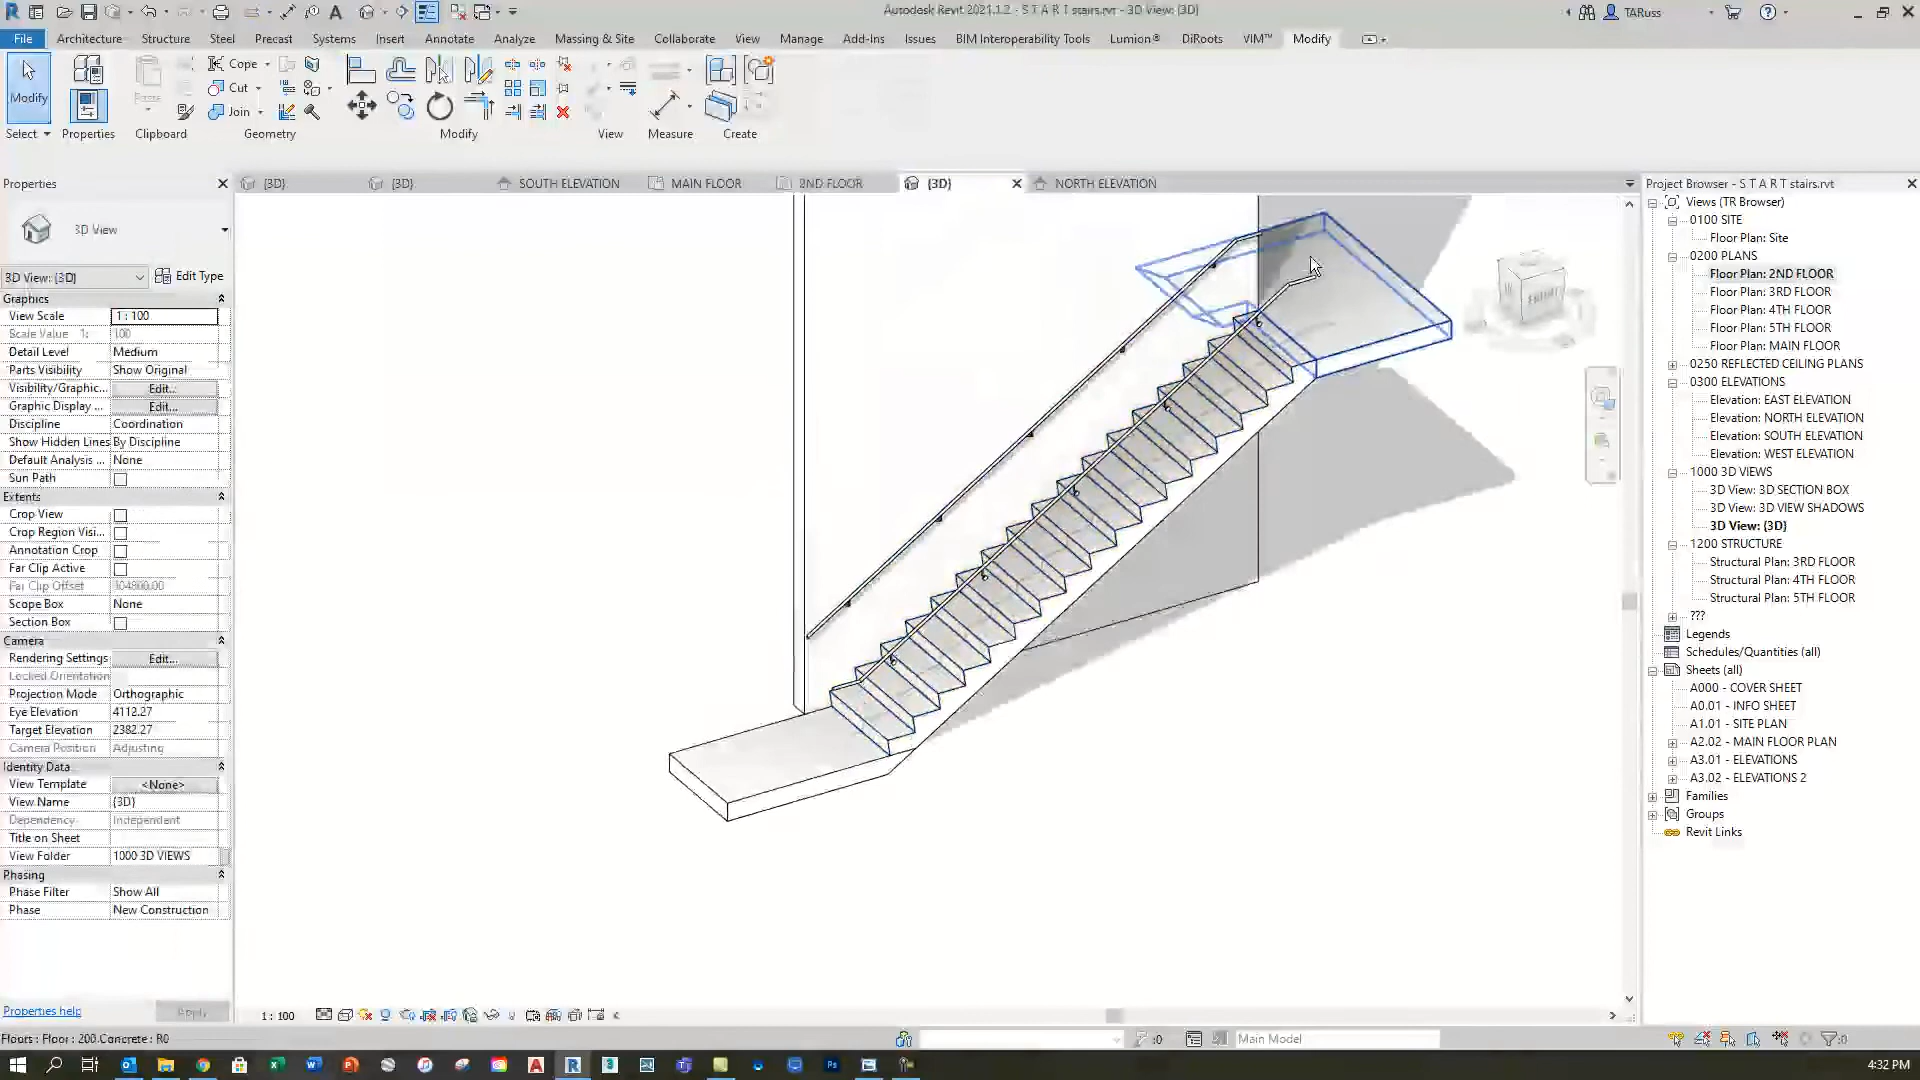 Autodesk Revit 2021.1.2 - S T A R T stairs.rvt - 3D View: {3D}
TARuss
File Architecture Structure Steel Precast Systems Insert Annotate Analyze Massing & Site Collaborate View Manage Add-Ins Issues BIM Interoperability Tools Lumion® DiRoots VIM™ Modify
Modify
Paste
Cope
Cut
Join
Select Properties Clipboard Geometry Modify View Measure Create
Properties
{3D} {3D} SOUTH ELEVATION MAIN FLOOR 2ND FLOOR {3D} NORTH ELEVATION
3D View
3D View: {3D} Edit Type
Graphics
View Scale 1 : 100
Scale Value 1: 100
Detail Level Medium
Parts Visibility Show Original
Visibility/Graphic... Edit...
Graphic Display ... Edit...
Discipline Coordination
Show Hidden Lines By Discipline
Default Analysis ... None
Sun Path
Extents
Crop View
Crop Region Visi...
Annotation Crop
Far Clip Active
Far Clip Offset 304800.00
Scope Box None
Section Box
Camera
Rendering Settings Edit...
Locked Orientation
Projection Mode Orthographic
Eye Elevation 4112.27
Target Elevation 2382.27
Camera Position Adjusting
Identity Data
View Template <None>
View Name {3D}
Dependency Independent
Title on Sheet
View Folder 1000 3D VIEWS
Phasing
Phase Filter Show All
Phase New Construction
Properties help Apply
FRONT
Project Browser - S T A R T stairs.rvt
Views (TR Browser)
0100 SITE
Floor Plan: Site
0200 PLANS
Floor Plan: 2ND FLOOR
Floor Plan: 3RD FLOOR
Floor Plan: 4TH FLOOR
Floor Plan: 5TH FLOOR
Floor Plan: MAIN FLOOR
0250 REFLECTED CEILING PLANS
0300 ELEVATIONS
Elevation: EAST ELEVATION
Elevation: NORTH ELEVATION
Elevation: SOUTH ELEVATION
Elevation: WEST ELEVATION
1000 3D VIEWS
3D View: 3D SECTION BOX
3D View: 3D VIEW SHADOWS
3D View: {3D}
1200 STRUCTURE
Structural Plan: 3RD FLOOR
Structural Plan: 4TH FLOOR
Structural Plan: 5TH FLOOR
???
Legends
Schedules/Quantities (all)
Sheets (all)
A000 - COVER SHEET
A0.01 - INFO SHEET
A1.01 - SITE PLAN
A2.02 - MAIN FLOOR PLAN
A3.01 - ELEVATIONS
A3.02 - ELEVATIONS 2
Families
Groups
Revit Links
1 : 100
Floors : Floor : 200 Concrete : R0
:0
Main Model
:0
4:32 PM